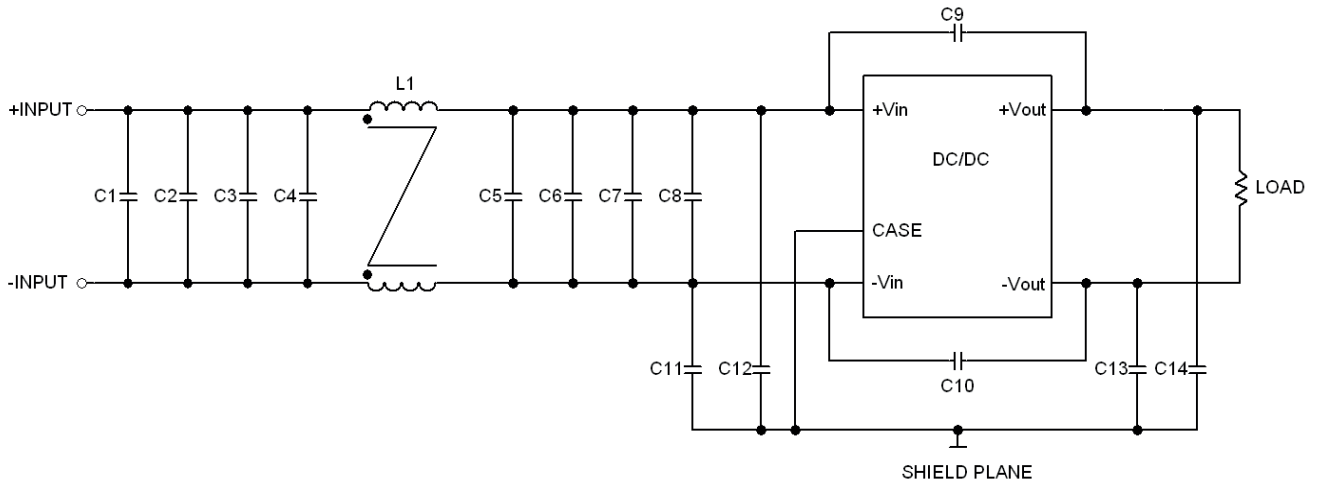 C9
L1
+INPUT
+Vin
+Vout
DC/DC
C1
C2
C3
C4
C5
C6
C7
C8
LOAD
CASE
-INPUT
-Vin
-Vout
C11
C12
C10
C13
C14
SHIELD PLANE